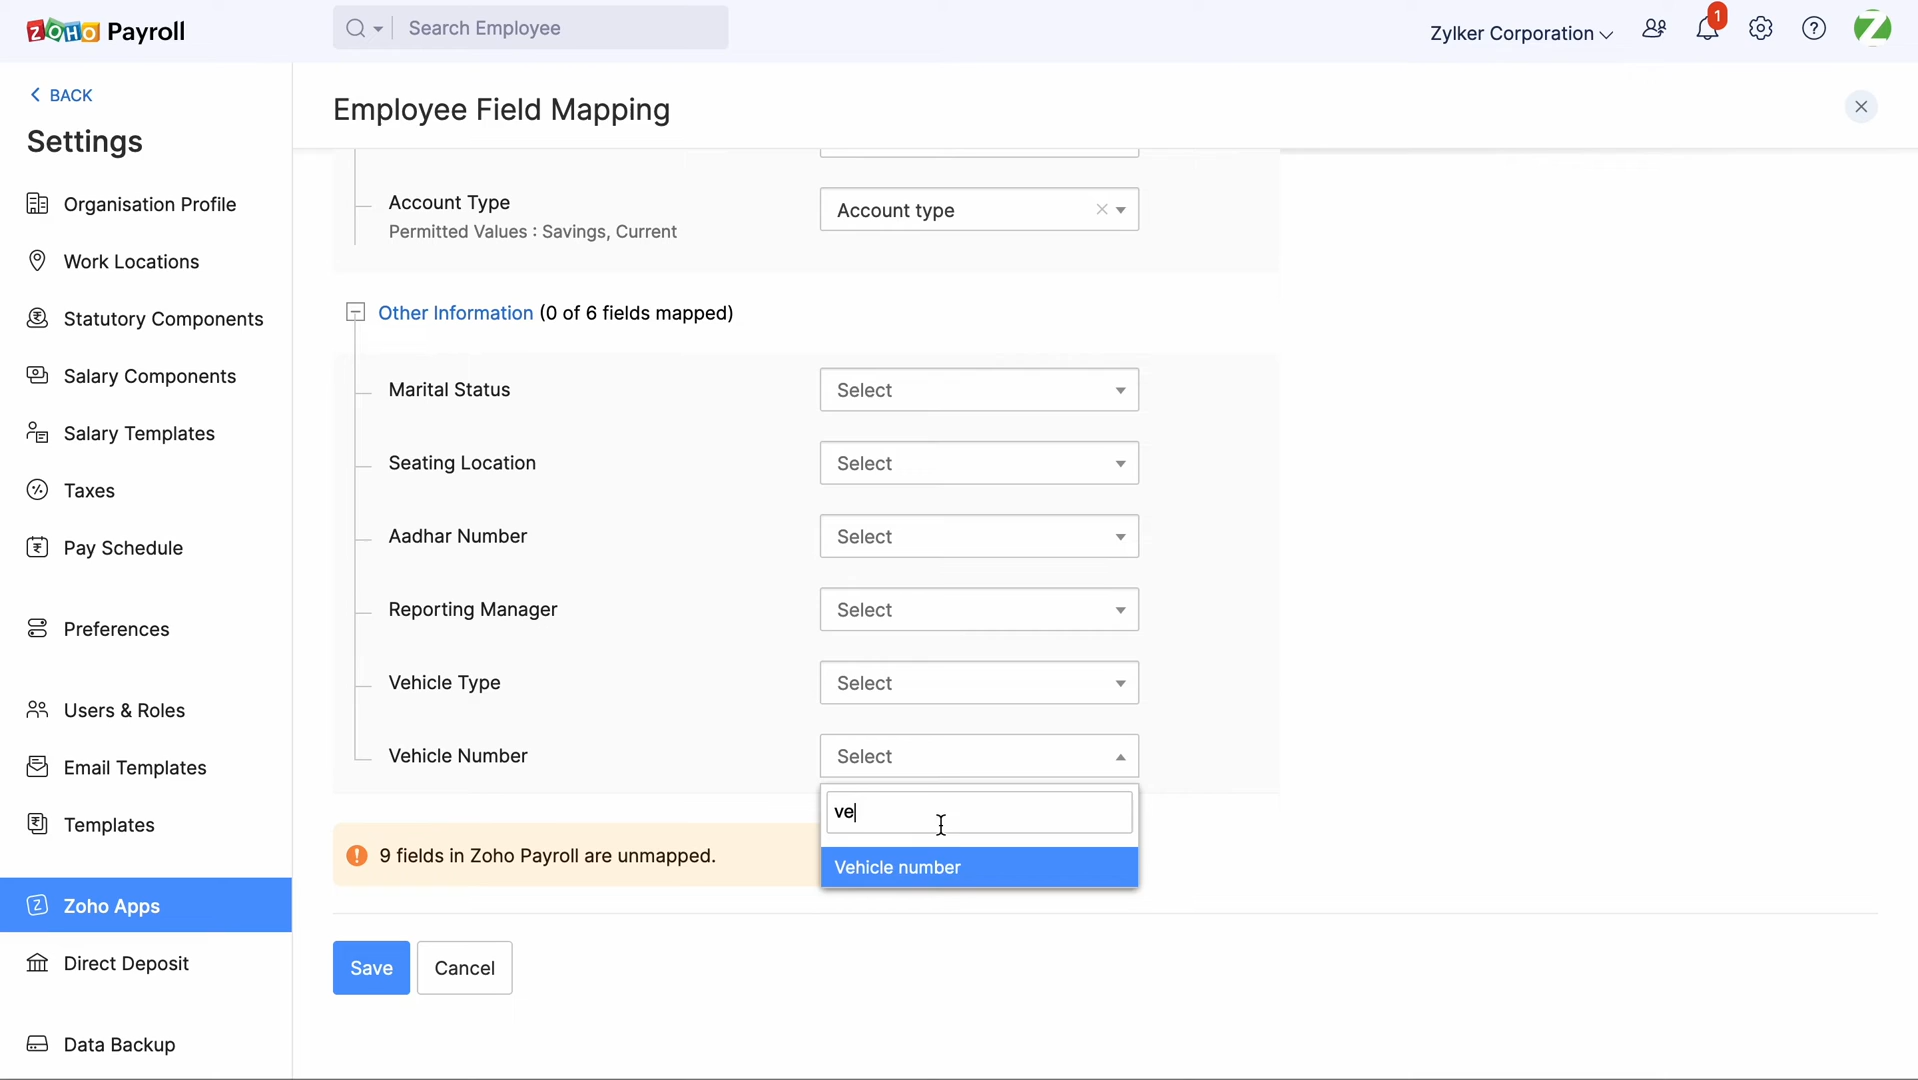 ZOHO Payroll
Search Employee
Zylker Corporation
1
Z
BACK
Settings
Organisation Profile
Work Locations
Statutory Components
Salary Components
Salary Templates
Taxes
Pay Schedule
Preferences
Users & Roles
Email Templates
Templates
Zoho Apps
Direct Deposit
Data Backup
Employee Field Mapping
Account Type
Account type
Permitted Values : Savings, Current
Other Information (0 of 6 fields mapped)
Marital Status
Select
Seating Location
Select
Aadhar Number
Select
Reporting Manager
Select
Vehicle Type
Select
Vehicle Number
Select
ve
Vehicle number
9 fields in Zoho Payroll are unmapped.
Save
Cancel